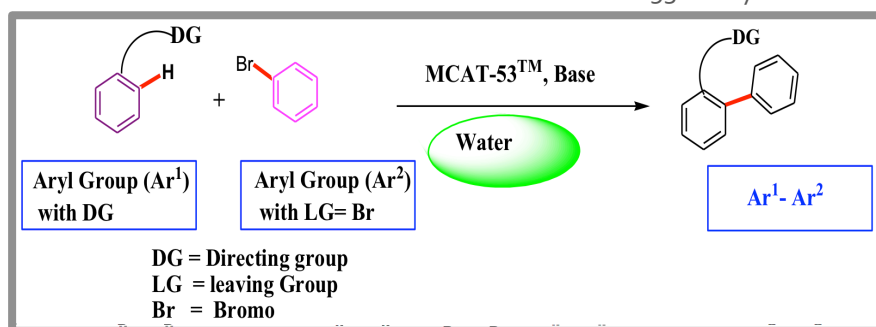 DG
H
Br
+
MCAT-53™, Base
Water
DG
Aryl Group (Ar¹)
with DG
Aryl Group (Ar²)
with LG= Br
Ar¹- Ar²
DG = Directing group
LG = leaving Group
Br = Bromo